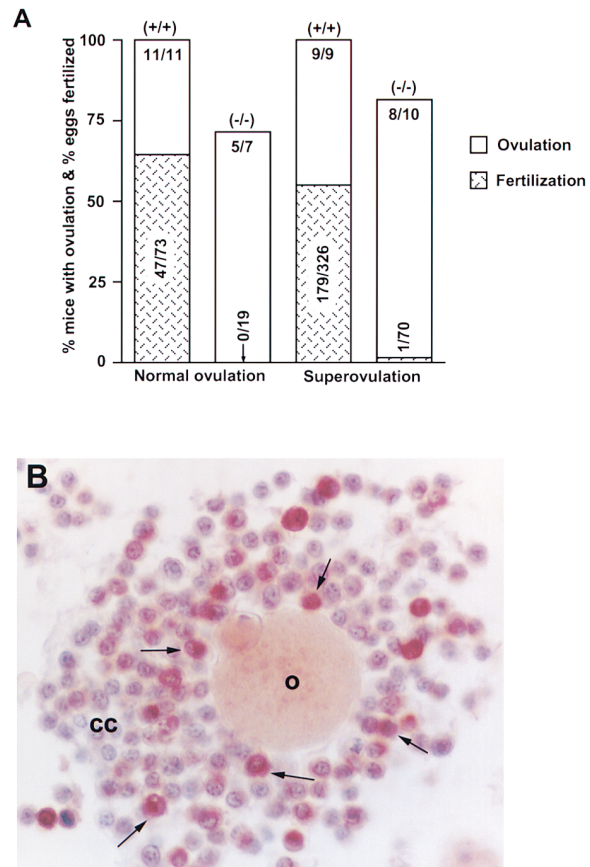 A
% mice with ovulation & % eggs fertilized
100
75
50
25
0
(+/+)
11/11
47/73
(-/-)
5/7
0/19
(+/+)
9/9
179/326
(-/-)
8/10
1/70
Normal ovulation
Superovulation
Ovulation
Fertilization
B
o
cc